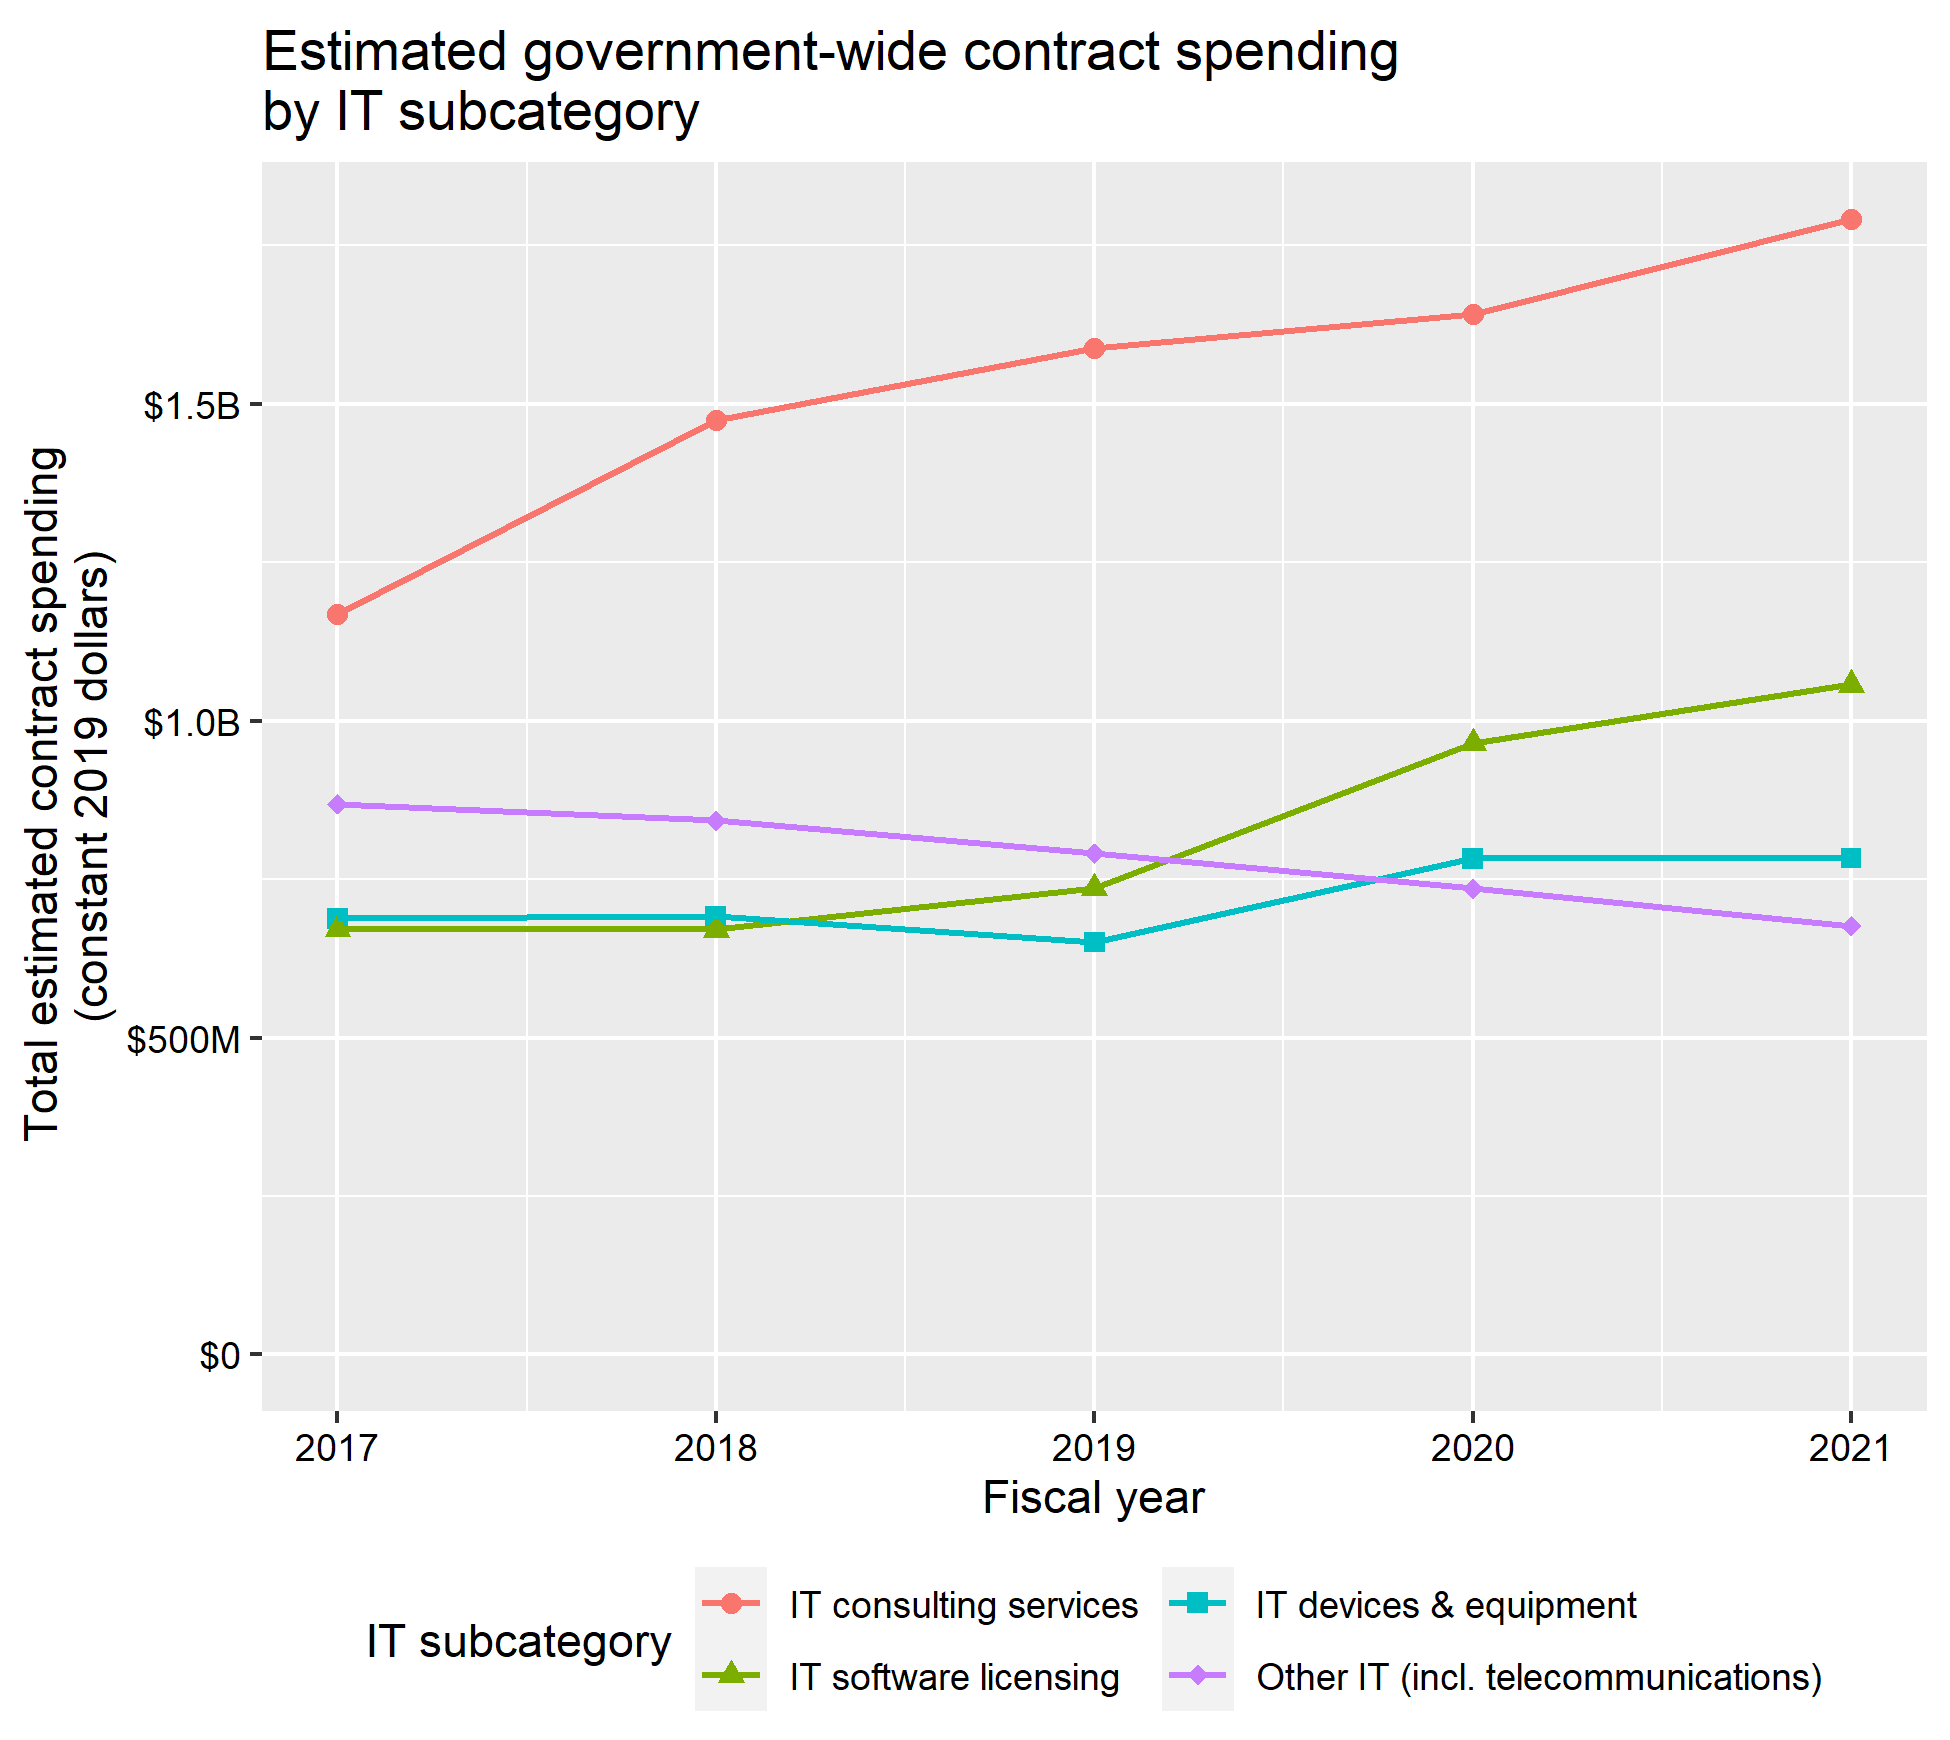 Estimated government-wide contract spending
by IT subcategory
Total estimated contract spending
(constant 2019 dollars)
$1.5B
$1.0B
$500M
$0
2017 2018 2019 2020 2021
Fiscal year
IT subcategory
IT consulting services
IT software licensing
IT devices & equipment
Other IT (incl. telecommunications)